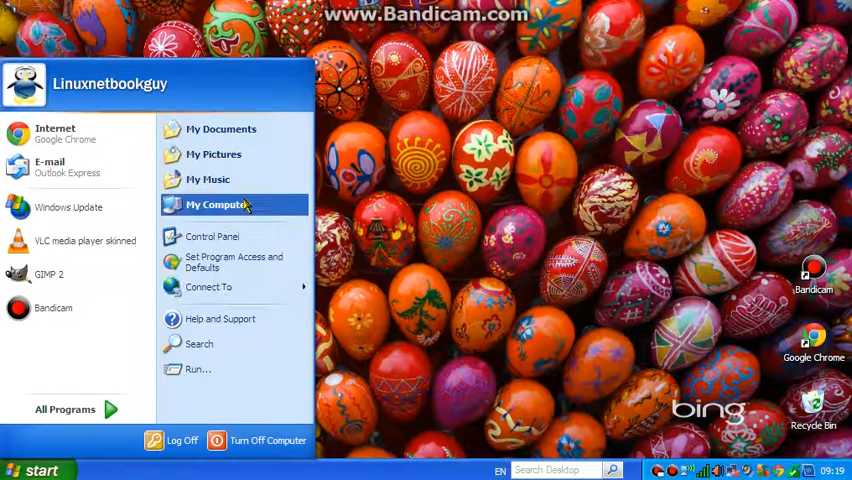 www.Bandicam.com
Linuxnetbookguy
Internet
Google Chrome
E-mail
Outlook Express
Windows Update
VLC media player skinned
GIMP 2
Bandicam
All Programs
My Documents
My Pictures
My Music
My Computer
Control Panel
Set Program Access and
Defaults
Connect To
Help and Support
Search
Run...
Log Off
Turn Off Computer
Bandicam
Google Chrome
bing
Recycle Bin
start
EN
Search Desktop
09:19